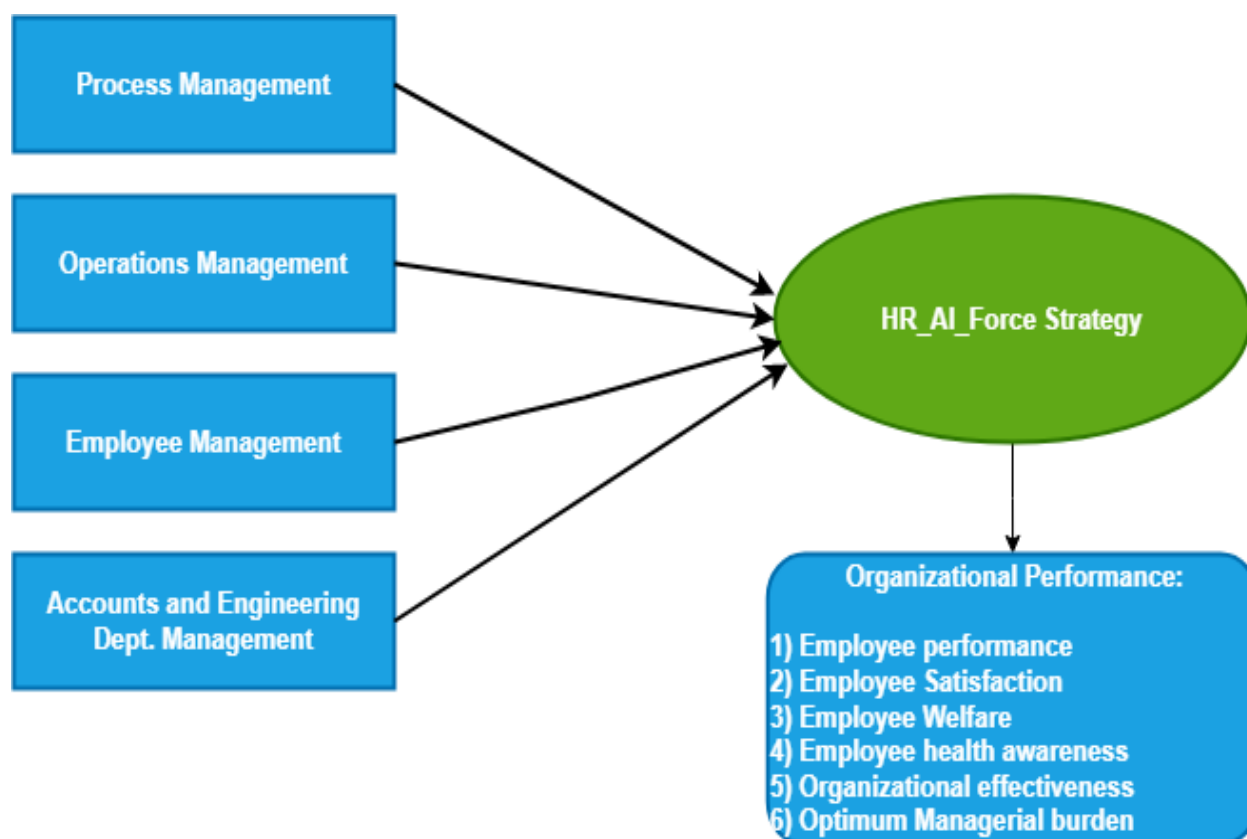 Process Management
Operations Management
Employee Management
Accounts and Engineering
Dept. Management
HR_AI_Force Strategy
Organizational Performance:
1) Employee performance
2) Employee Satisfaction
3) Employee Welfare
4) Employee health awareness
5) Organizational effectiveness
6) Optimum Managerial burden